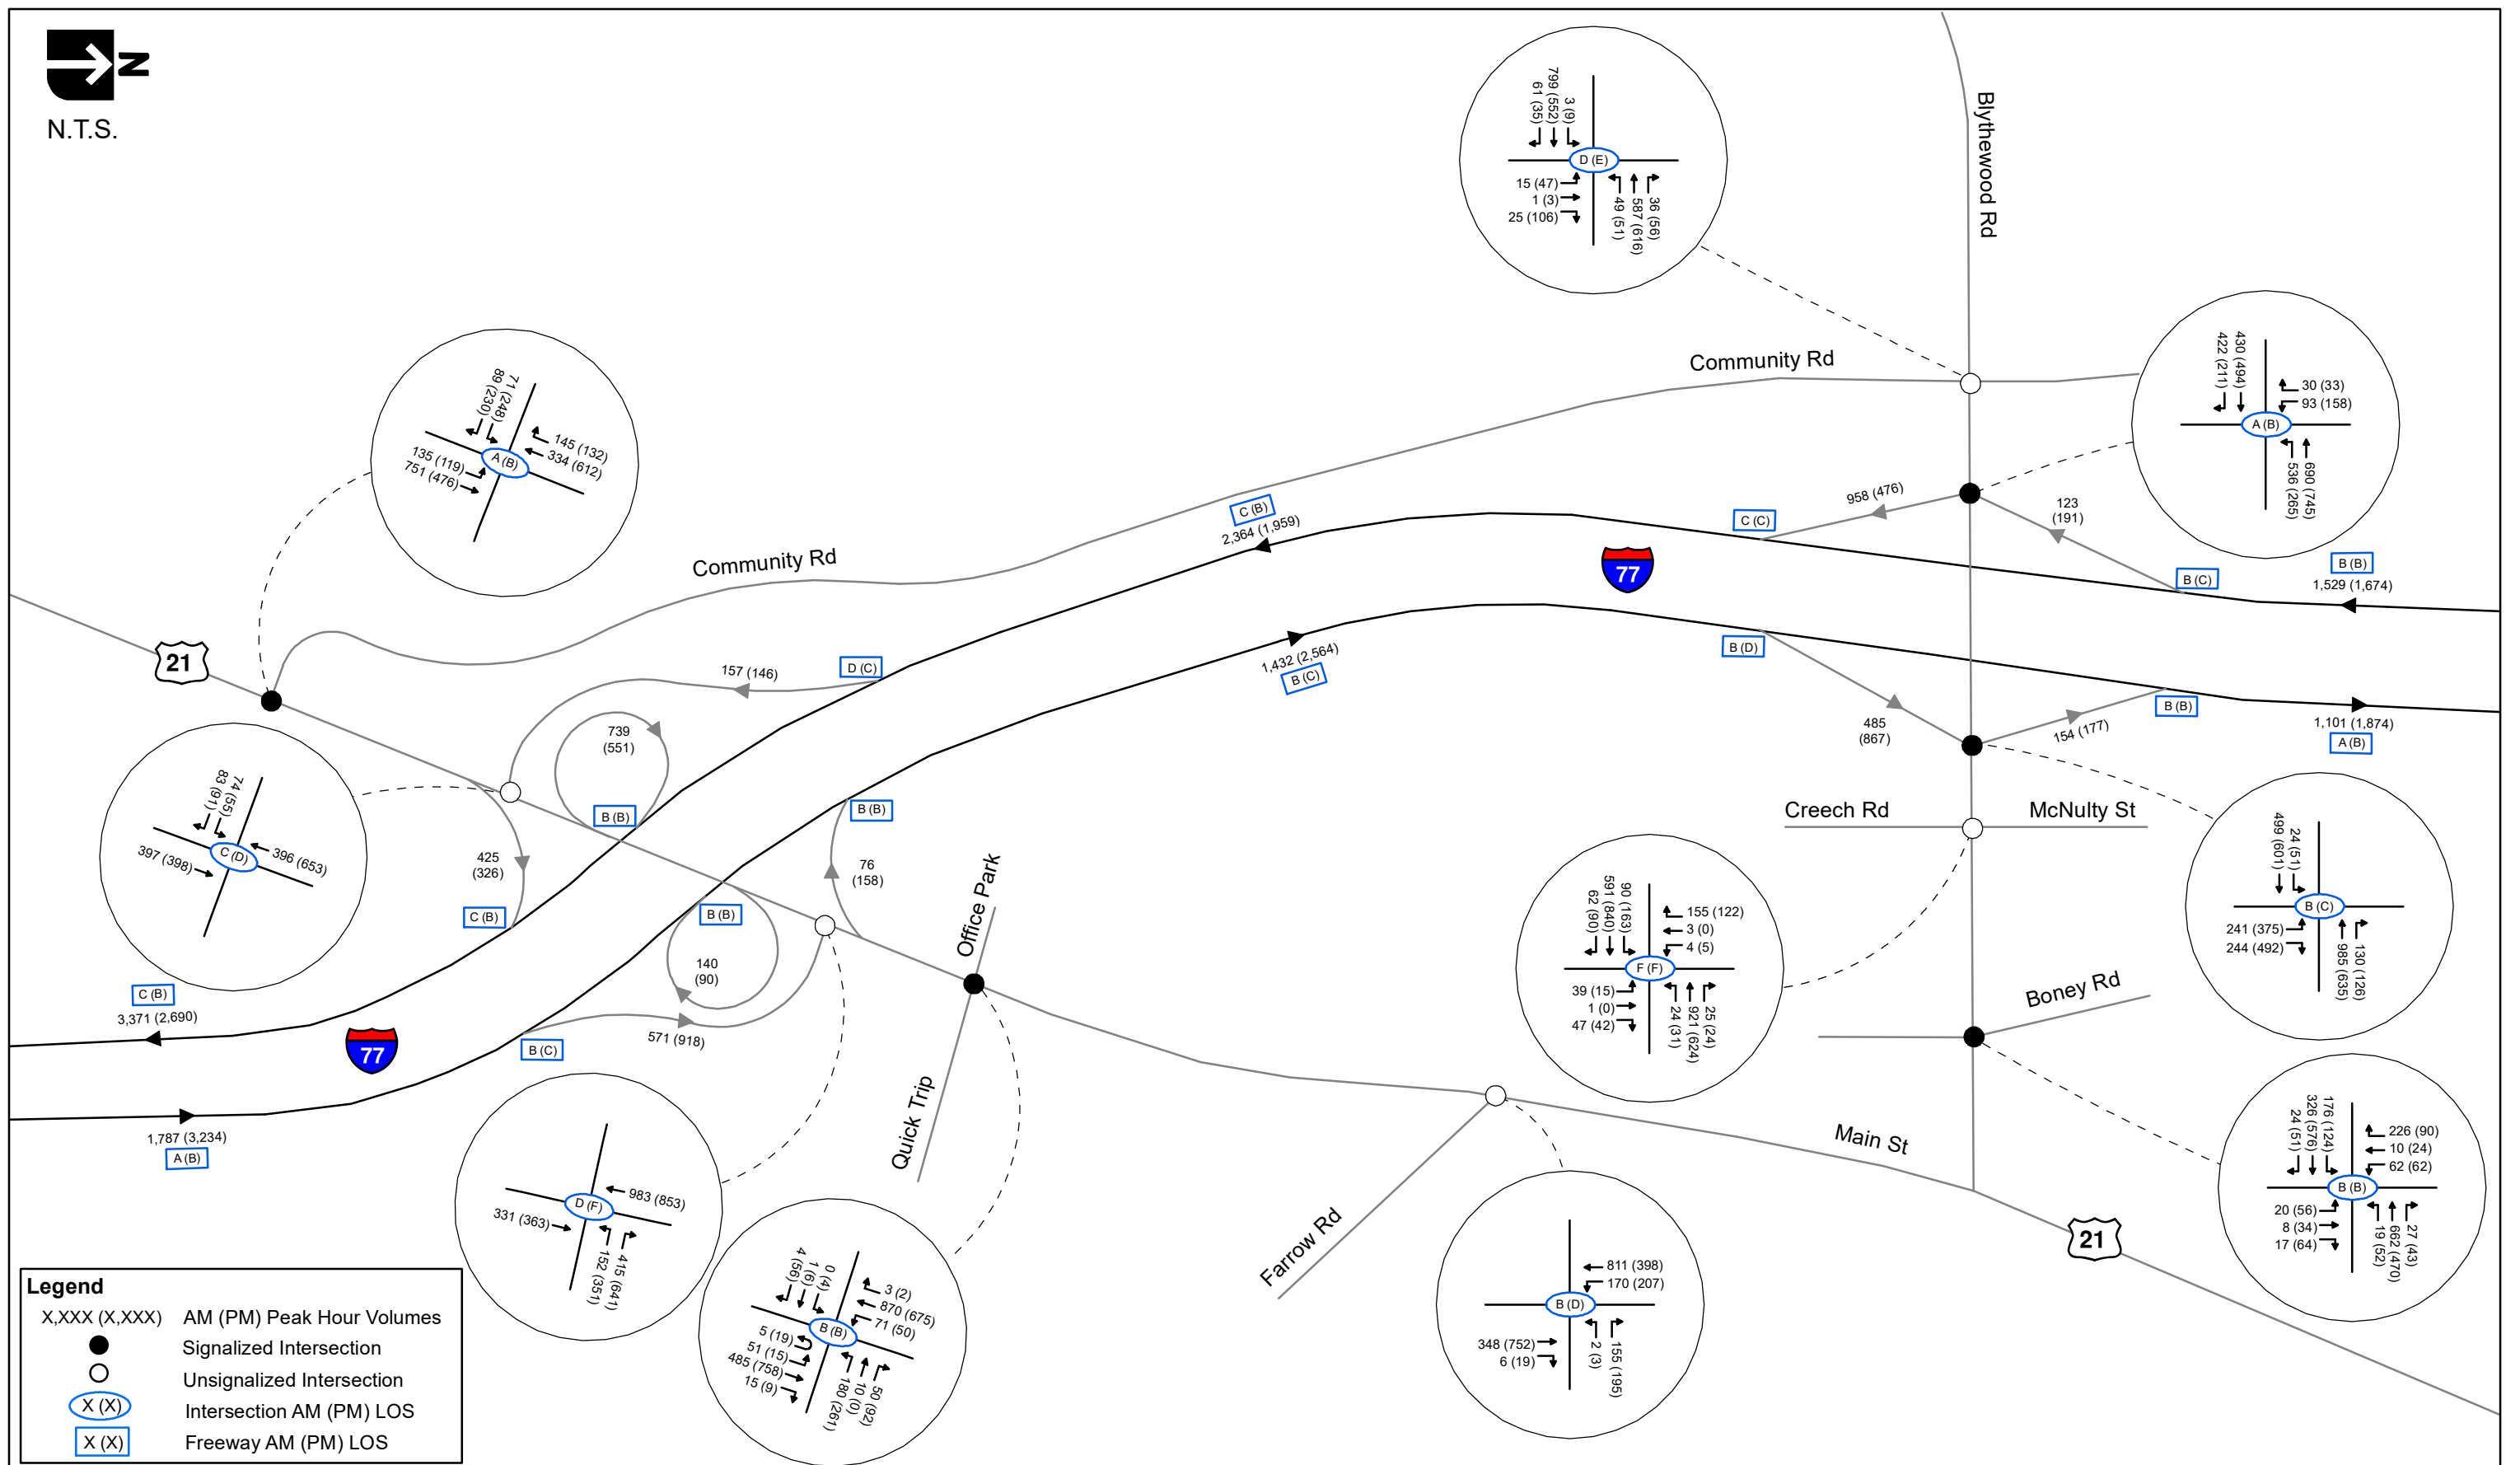 N
N.T.S.
799 (552)
61 (35)
3 (9)
D (E)
15 (47)
1 (3)
25 (106)
49 (51)
587 (616)
36 (56)
Blythewood Rd
Community Rd
422 (211)
430 (494)
30 (33)
93 (158)
A (B)
536 (265)
690 (745)
89 (230)
71 (248)
145 (132)
334 (612)
A (B)
135 (119)
751 (476)
Community Rd
C (B)
2,364 (1,959)
C (C)
958 (476)
123
(191)
B (C)
B (B)
1,529 (1,674)
77
21
157 (146)
D (C)
739
(551)
1,432 (2,564)
B (C)
B (D)
485
(867)
154 (177)
B (B)
1,101 (1,874)
A (B)
83 (91)
74 (55)
C (D)
396 (653)
397 (398)
B (B)
B (B)
425
(326)
76
(158)
C (B)
B (B)
140
(90)
Office Park
Creech Rd
McNulty St
499 (601)
24 (51)
B (C)
241 (375)
244 (492)
985 (635)
130 (126)
62 (90)
591 (840)
90 (163)
155 (122)
3 (0)
4 (5)
F (F)
39 (15)
1 (0)
47 (42)
24 (31)
921 (624)
25 (24)
Boney Rd
C (B)
3,371 (2,690)
77
B (C)
571 (918)
Quick Trip
1,787 (3,234)
A (B)
983 (853)
D (F)
331 (363)
152 (351)
415 (641)
4 (56)
1 (6)
0 (4)
3 (2)
870 (675)
71 (50)
B (B)
5 (19)
51 (15)
485 (758)
15 (9)
180 (261)
10 (0)
50 (92)
Farrow Rd
Main St
21
811 (398)
170 (207)
B (D)
348 (752)
6 (19)
2 (3)
155 (195)
24 (51)
326 (576)
176 (124)
226 (90)
10 (24)
62 (62)
B (B)
20 (56)
8 (34)
17 (64)
19 (52)
662 (470)
27 (43)
Legend
X,XXX (X,XXX) AM (PM) Peak Hour Volumes
Signalized Intersection
Unsignalized Intersection
X (X) Intersection AM (PM) LOS
X (X) Freeway AM (PM) LOS